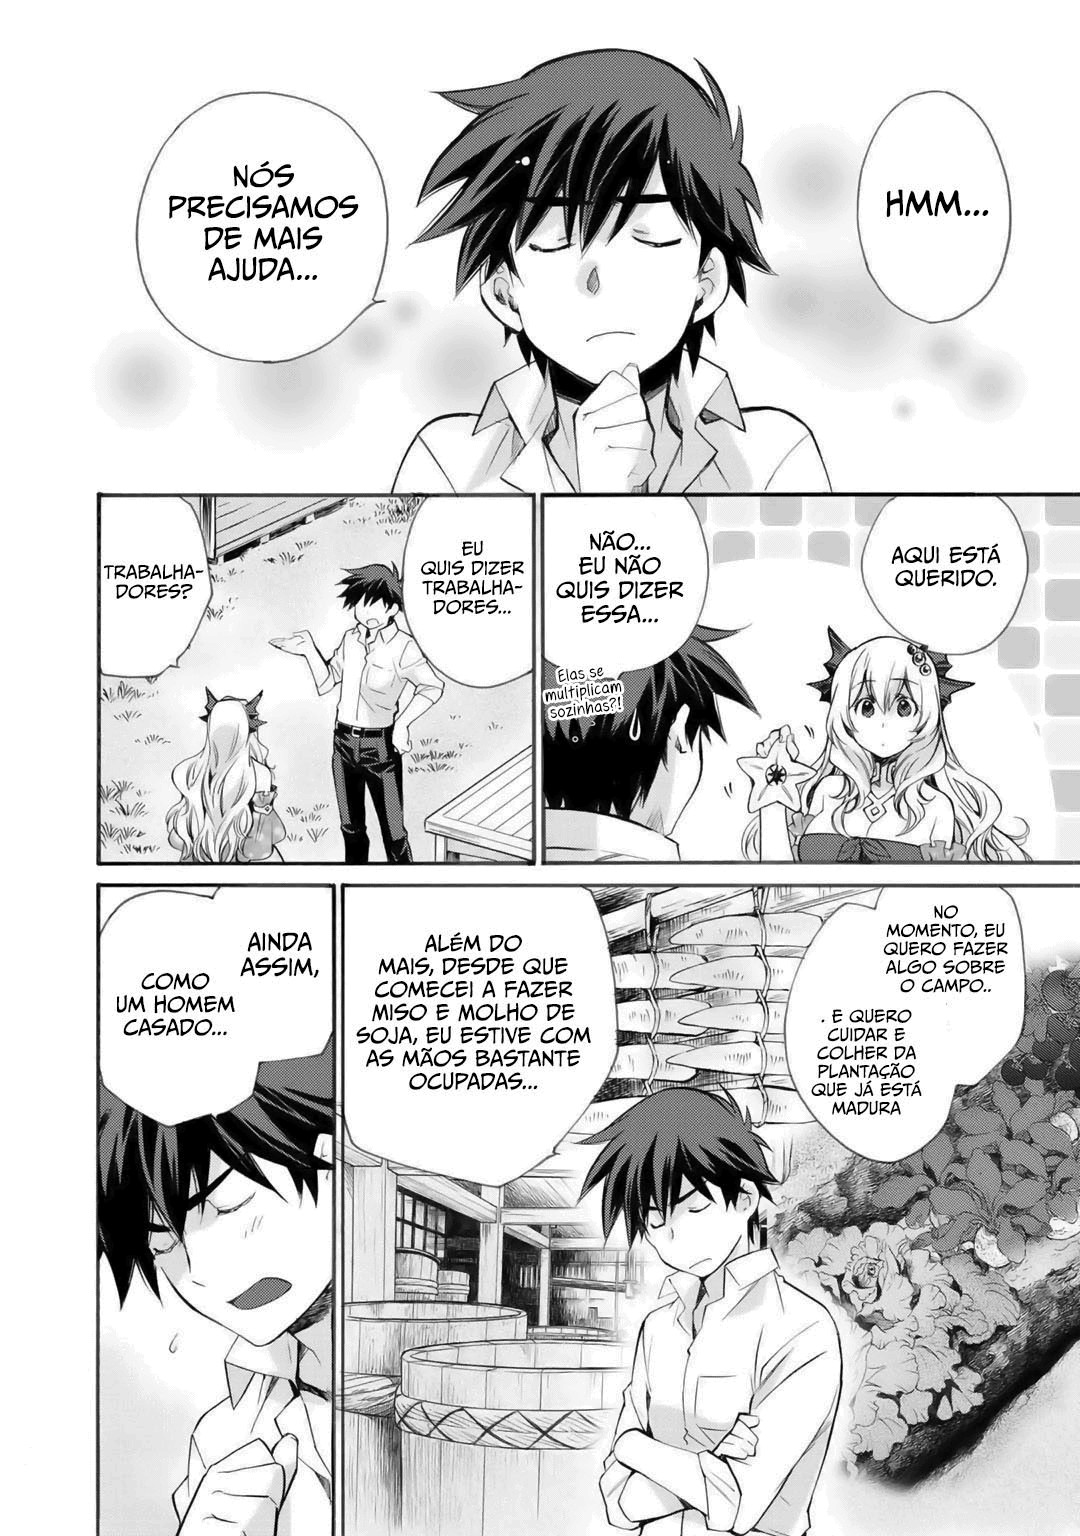 HMM...
NÓS
PRECISAMOS
DE MAIS
AJUDA...
AQUI ESTÁ
QUERIDO.
NÃO...
EU NÃO
QUIS DIZER
ESSA...
Elas se
multiplicam
sozinhas?!
EU
QUIS DIZER
TRABALHA-
DORES...
TRABALHA-
DORES?
NO
MOMENTO, EU
QUERO FAZER
ALGO SOBRE
O CAMPO..
. E QUERO
CUIDAR E
COLHER DA
PLANTAÇÃO
QUE JÁ ESTÁ
MADURA
ALÉM DO
MAIS, DESDE QUE
COMECEI A FAZER
MISO E MOLHO DE
SOJA, EU ESTIVE COM
AS MÃOS BASTANTE
OCUPADAS...
AINDA
ASSIM,
COMO
UM HOMEM
CASADO...